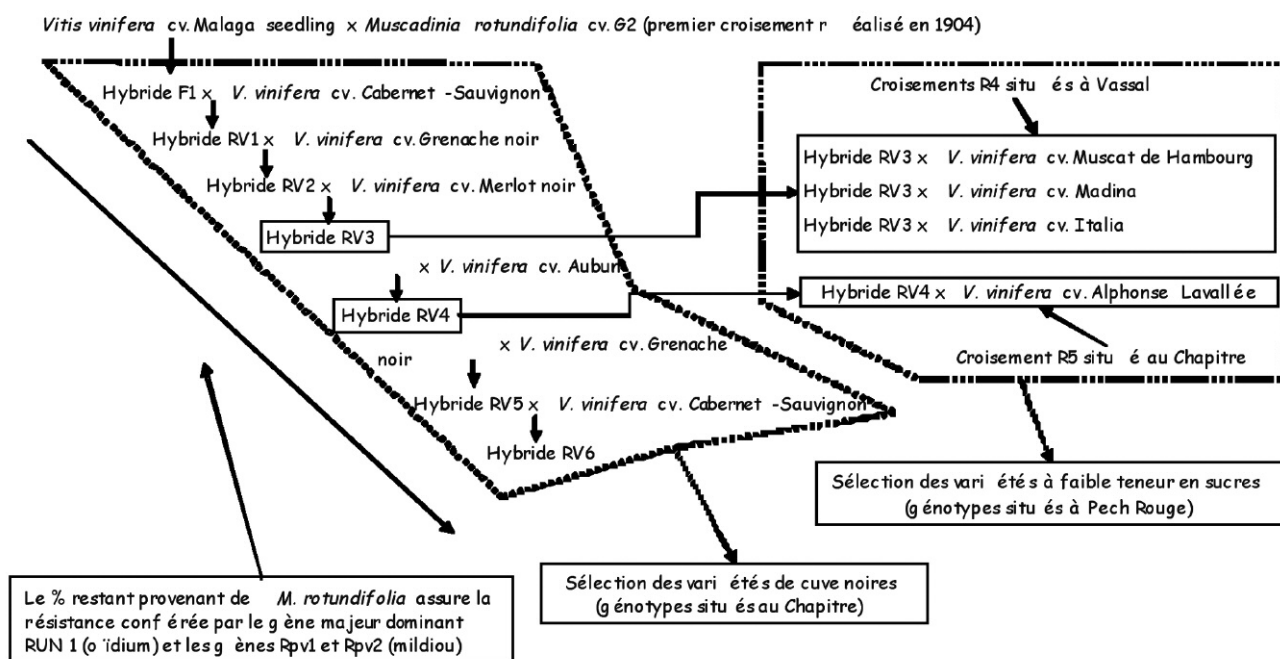 Vitis vinifera cv. Malaga seedling x Muscadinia rotundifolia cv. G2 (premier croisement r éalisé en 1904)
Hybride F1 x V. vinifera cv. Cabernet -Sauvignon
Hybride RV1 x V. vinifera cv. Grenache noir
Hybride RV2 x V. vinifera cv. Merlot noir
Hybride RV3
x V. vinifera cv. Aubun
Hybride RV4
x V. vinifera cv. Grenache
noir
Hybride RV5 x V. vinifera cv. Cabernet -Sauvignon
Hybride RV6
Croisements R4 situ és à Vassal
Hybride RV3 x V. vinifera cv. Muscat de Hambourg
Hybride RV3 x V. vinifera cv. Madina
Hybride RV3 x V. vinifera cv. Italia
Hybride RV4 x V. vinifera cv. Alphonse Lavall ée
Croisement R5 situ é au Chapitre
Sélection des vari étés à faible teneur en sucres
(g énotypes situ és à Pech Rouge)
Sélection des vari étés de cuve noires
(g énotypes situ és au Chapitre)
Le % restant provenant de M. rotundifolia assure la
résistance conf érée par le g ène majeur dominant
RUN 1 (o ïdium) et les g ènes Rpv1 et Rpv2 (mildiou)